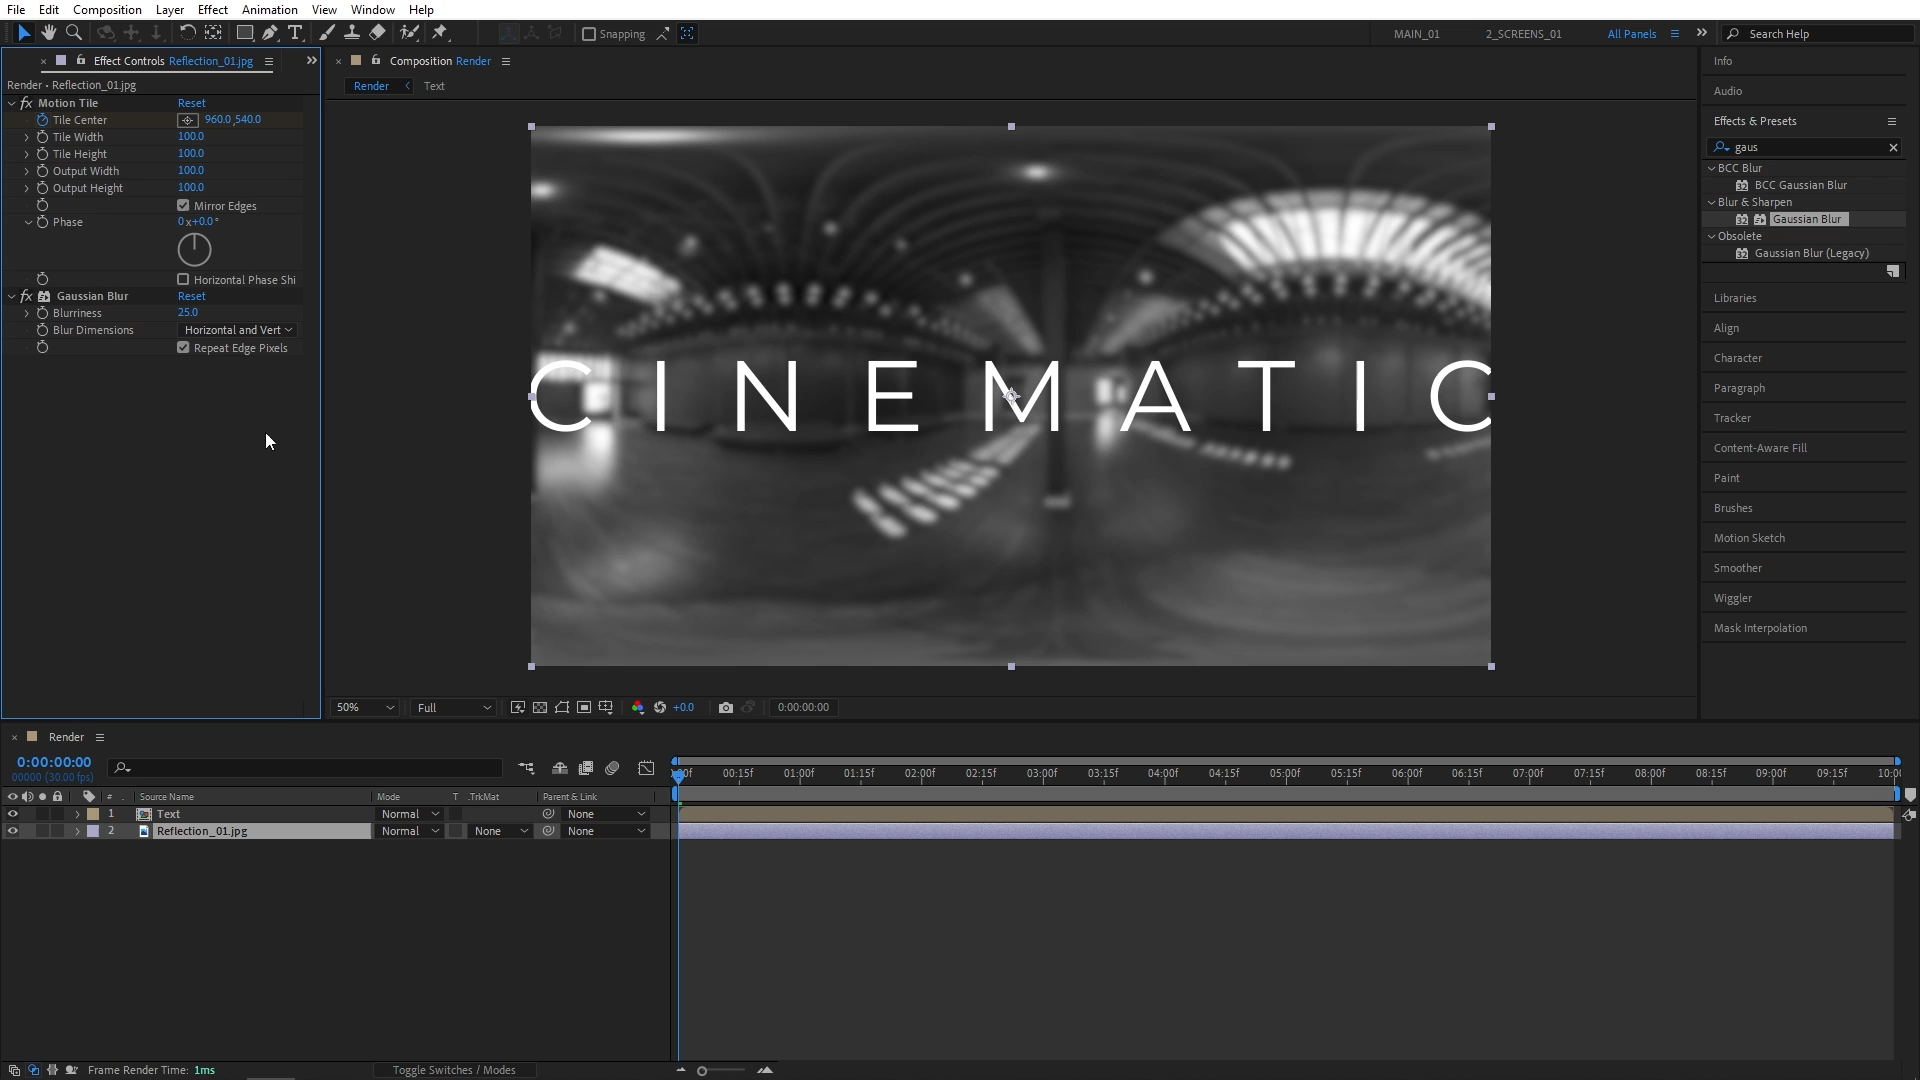 File Edit Composition Layer Effect Animation View Window Help
Snapping MAIN_01 2_SCREENS_01 All Panels Search Help
Effect Controls Reflection_01.jpg
Render • Reflection_01.jpg
fx Motion Tile Reset
Tile Center 960.0,540.0
Tile Width 100.0
Tile Height 100.0
Output Width 100.0
Output Height 100.0
Mirror Edges
Phase 0x+0.0°
Horizontal Phase Shi
fx Gaussian Blur Reset
Blurriness 25.0
Blur Dimensions Horizontal and Vert
Repeat Edge Pixels
Composition Render
Render Text
CINEMATIC
50% Full +0.0 0:00:00:00
Info
Audio
Effects & Presets
gaus
BCC Blur
32 BCC Gaussian Blur
Blur & Sharpen
32 Gaussian Blur
Obsolete
32 Gaussian Blur (Legacy)
Libraries
Align
Character
Paragraph
Tracker
Content-Aware Fill
Paint
Brushes
Motion Sketch
Smoother
Wiggler
Mask Interpolation
Render
0:00:00:00
00000 (30.00 fps)
:00f 00:15f 01:00f 01:15f 02:00f 02:15f 03:00f 03:15f 04:00f 04:15f 05:00f 05:15f 06:00f 06:15f 07:00f 07:15f 08:00f 08:15f 09:00f 09:15f 10:00
# . Source Name Mode T .TrkMat Parent & Link
1 Text Normal None
2 Reflection_01.jpg Normal None None
Frame Render Time: 1ms Toggle Switches / Modes